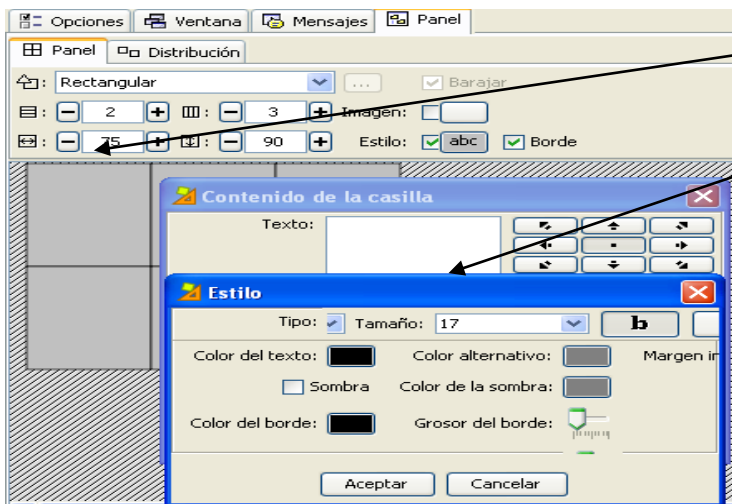 Opciones Ventana Mensajes Panel
Panel Distribución
: Rectangular ... Barajar
: 2 : 3 Imagen:
: 75 : 90 Estilo: abc Borde
Contenido de la casilla
Texto:
Estilo
Tipo: Tamaño: 17 b
Color del texto: Color alternativo: Margen in
Sombra Color de la sombra:
Color del borde: Grosor del borde:
Aceptar Cancelar